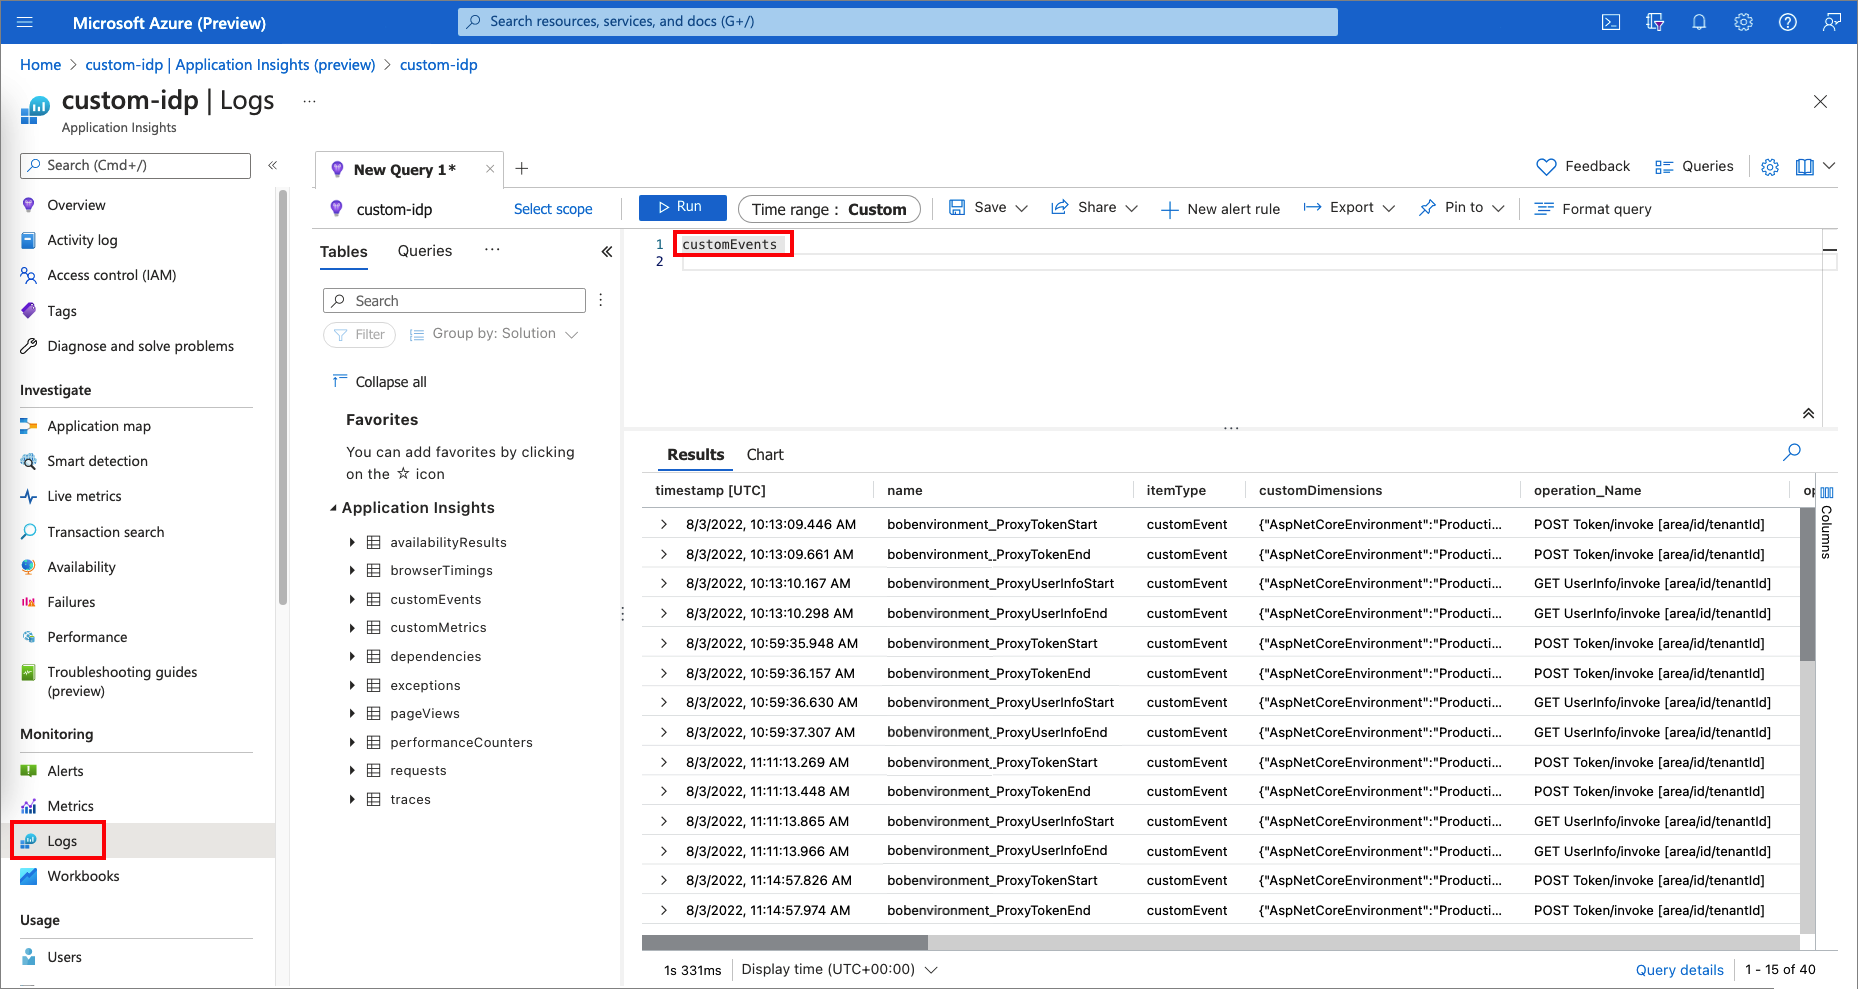 Microsoft Azure (Preview)
Search resources, services, and docs (G+/)
Home > custom-idp | Application Insights (preview) > custom-idp
custom-idp | Logs ...
Application Insights
Search (Cmd+/)
Overview
Activity log
Access control (IAM)
Tags
Diagnose and solve problems
Investigate
Application map
Smart detection
Live metrics
Transaction search
Availability
Failures
Performance
Troubleshooting guides
(preview)
Monitoring
Alerts
Metrics
Logs
Workbooks
Usage
Users
New Query 1*
Feedback
Queries
custom-idp
Select scope
Run
Time range : Custom
Save
Share
New alert rule
Export
Pin to
Format query
Tables
Queries
...
Search
Filter
Group by: Solution
Collapse all
Favorites
You can add favorites by clicking
on the ☆ icon
Application Insights
availabilityResults
browserTimings
customEvents
customMetrics
dependencies
exceptions
pageViews
performanceCounters
requests
traces
1 customEvents
2
Results Chart
timestamp [UTC] name itemType customDimensions operation_Name op
8/3/2022, 10:13:09.446 AM bobenvironment_ProxyTokenStart customEvent {"AspNetCoreEnvironment":"Producti... POST Token/invoke [area/id/tenantId]
8/3/2022, 10:13:09.661 AM bobenvironment_ProxyTokenEnd customEvent {"AspNetCoreEnvironment":"Producti... POST Token/invoke [area/id/tenantId]
8/3/2022, 10:13:10.167 AM bobenvironment_ProxyUserInfoStart customEvent {"AspNetCoreEnvironment":"Producti... GET UserInfo/invoke [area/id/tenantId]
8/3/2022, 10:13:10.298 AM bobenvironment_ProxyUserInfoEnd customEvent {"AspNetCoreEnvironment":"Producti... GET UserInfo/invoke [area/id/tenantId]
8/3/2022, 10:59:35.948 AM bobenvironment_ProxyTokenStart customEvent {"AspNetCoreEnvironment":"Producti... POST Token/invoke [area/id/tenantId]
8/3/2022, 10:59:36.157 AM bobenvironment_ProxyTokenEnd customEvent {"AspNetCoreEnvironment":"Producti... POST Token/invoke [area/id/tenantId]
8/3/2022, 10:59:36.630 AM bobenvironment_ProxyUserInfoStart customEvent {"AspNetCoreEnvironment":"Producti... GET UserInfo/invoke [area/id/tenantId]
8/3/2022, 10:59:37.307 AM bobenvironment_ProxyUserInfoEnd customEvent {"AspNetCoreEnvironment":"Producti... GET UserInfo/invoke [area/id/tenantId]
8/3/2022, 11:11:13.269 AM bobenvironment_ProxyTokenStart customEvent {"AspNetCoreEnvironment":"Producti... POST Token/invoke [area/id/tenantId]
8/3/2022, 11:11:13.448 AM bobenvironment_ProxyTokenEnd customEvent {"AspNetCoreEnvironment":"Producti... POST Token/invoke [area/id/tenantId]
8/3/2022, 11:11:13.865 AM bobenvironment_ProxyUserInfoStart customEvent {"AspNetCoreEnvironment":"Producti... GET UserInfo/invoke [area/id/tenantId]
8/3/2022, 11:11:13.966 AM bobenvironment_ProxyUserInfoEnd customEvent {"AspNetCoreEnvironment":"Producti... GET UserInfo/invoke [area/id/tenantId]
8/3/2022, 11:14:57.826 AM bobenvironment_ProxyTokenStart customEvent {"AspNetCoreEnvironment":"Producti... POST Token/invoke [area/id/tenantId]
8/3/2022, 11:14:57.974 AM bobenvironment_ProxyTokenEnd customEvent {"AspNetCoreEnvironment":"Producti... POST Token/invoke [area/id/tenantId]
Columns
1s 331ms
Display time (UTC+00:00)
Query details
1 - 15 of 40